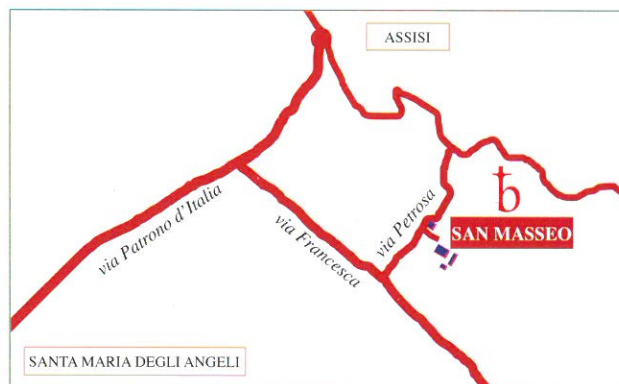 ASSISI
via Patrono d'Italia
via Francesca
via Petrosa
SAN MASSEO
SANTA MARIA DEGLI ANGELI